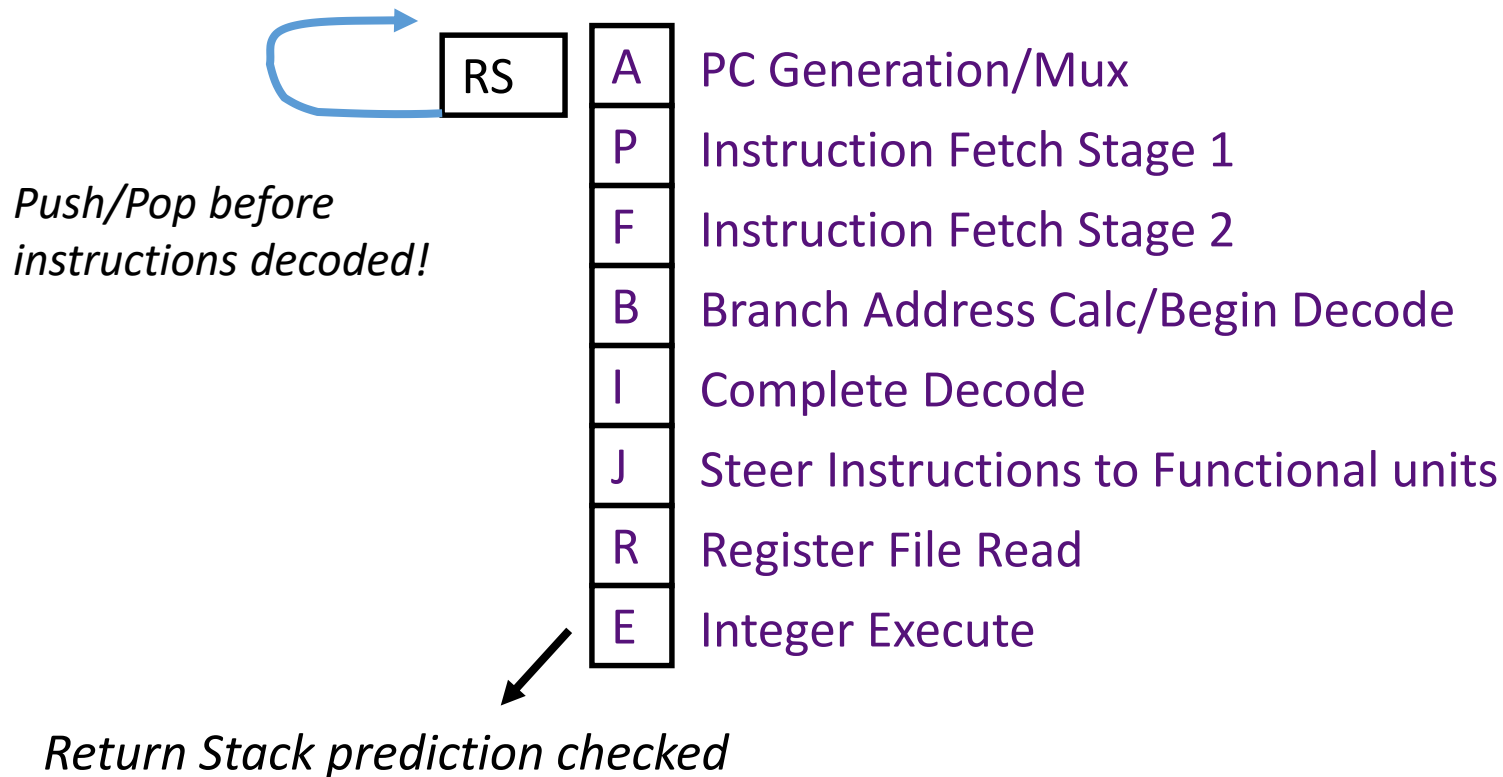 RS
A PC Generation/Mux
P Instruction Fetch Stage 1
F Instruction Fetch Stage 2
Push/Pop before
instructions decoded!
B Branch Address Calc/Begin Decode
I Complete Decode
J Steer Instructions to Functional units
R Register File Read
E Integer Execute
Return Stack prediction checked